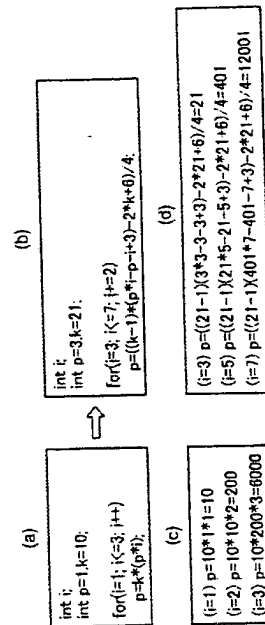 (a)
int i;
int p=1,k=10;
for(i=1; i<=3; i++)
p=k*(p*i);
(b)
int i;
int p=3,k=21;
for(i=3; i<=7; i+=2)
p=((k-1)*(p*i-p-i+3)-2*k+6)/4;
(c)
(i=1) p=10*1*1=10
(i=2) p=10*10*2=200
(i=3) p=10*200*3=6000
(d)
(i=3) p=((21-1)(3*3-3-3+3)-2*21+6)/4=21
(i=5) p=((21-1)(21*5-21-5+3)-2*21+6)/4=401
(i=7) p=((21-1)(401*7-401-7+3)-2*21+6)/4=12001